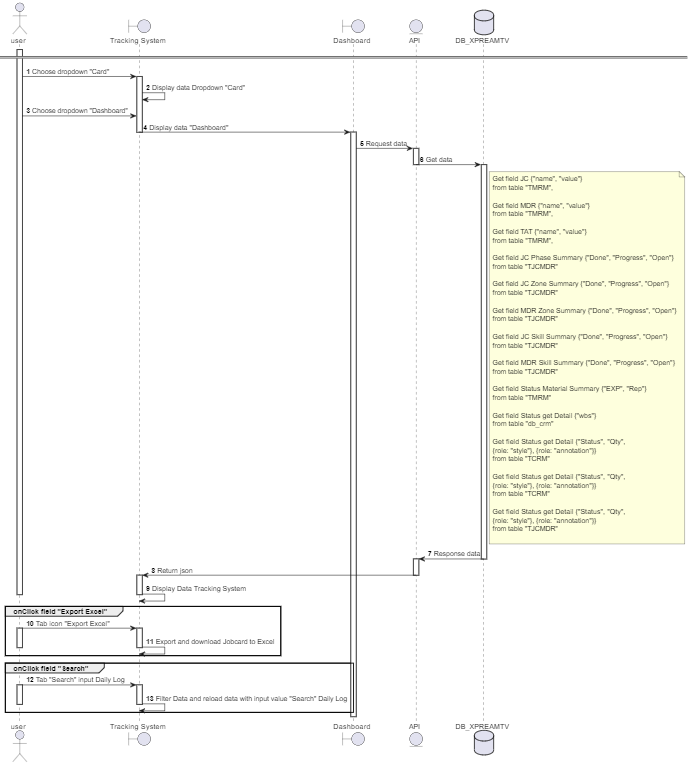 user
Tracking System
Dashboard
API
DB_XPREAMTV
1 Choose dropdown "Card"
2 Display data Dropdown "Card"
3 Choose dropdown "Dashboard"
4 Display data "Dashboard"
5 Request data
6 Get data
Get field JC {"name", "value"}
from table "TMRM",
Get field MDR {"name", "value"}
from table "TMRM",
Get field TAT {"name", "value"}
from table "TMRM",
Get field JC Phase Summary {"Done", "Progress", "Open"}
from table "TJCMDR"
Get field JC Zone Summary {"Done", "Progress", "Open"}
from table "TJCMDR"
Get field MDR Zone Summary {"Done", "Progress", "Open"}
from table "TJCMDR"
Get field JC Skill Summary {"Done", "Progress", "Open"}
from table "TJCMDR"
Get field MDR Skill Summary {"Done", "Progress", "Open"}
from table "TJCMDR"
Get field Status Material Summary {"EXP", "Rep"}
from table "TMRM"
Get field Status get Detail {"wbs"}
from table "db_crm"
Get field Status get Detail {"Status", "Qty",
{role: "style"}, {role: "annotation"}}
from table "TCRM"
Get field Status get Detail {"Status", "Qty",
{role: "style"}, {role: "annotation"}}
from table "TCRM"
Get field Status get Detail {"Status", "Qty",
{role: "style"}, {role: "annotation"}}
from table "TJCMDR"
7 Response data
8 Return json
9 Display Data Tracking System
onClick field "Export Excel"
10 Tab icon "Export Excel"
11 Export and download Jobcard to Excel
onClick field "Search"
12 Tab "Search" input Daily Log
13 Filter Data and reload data with input value "Search" Daily Log
user
Tracking System
Dashboard
API
DB_XPREAMTV